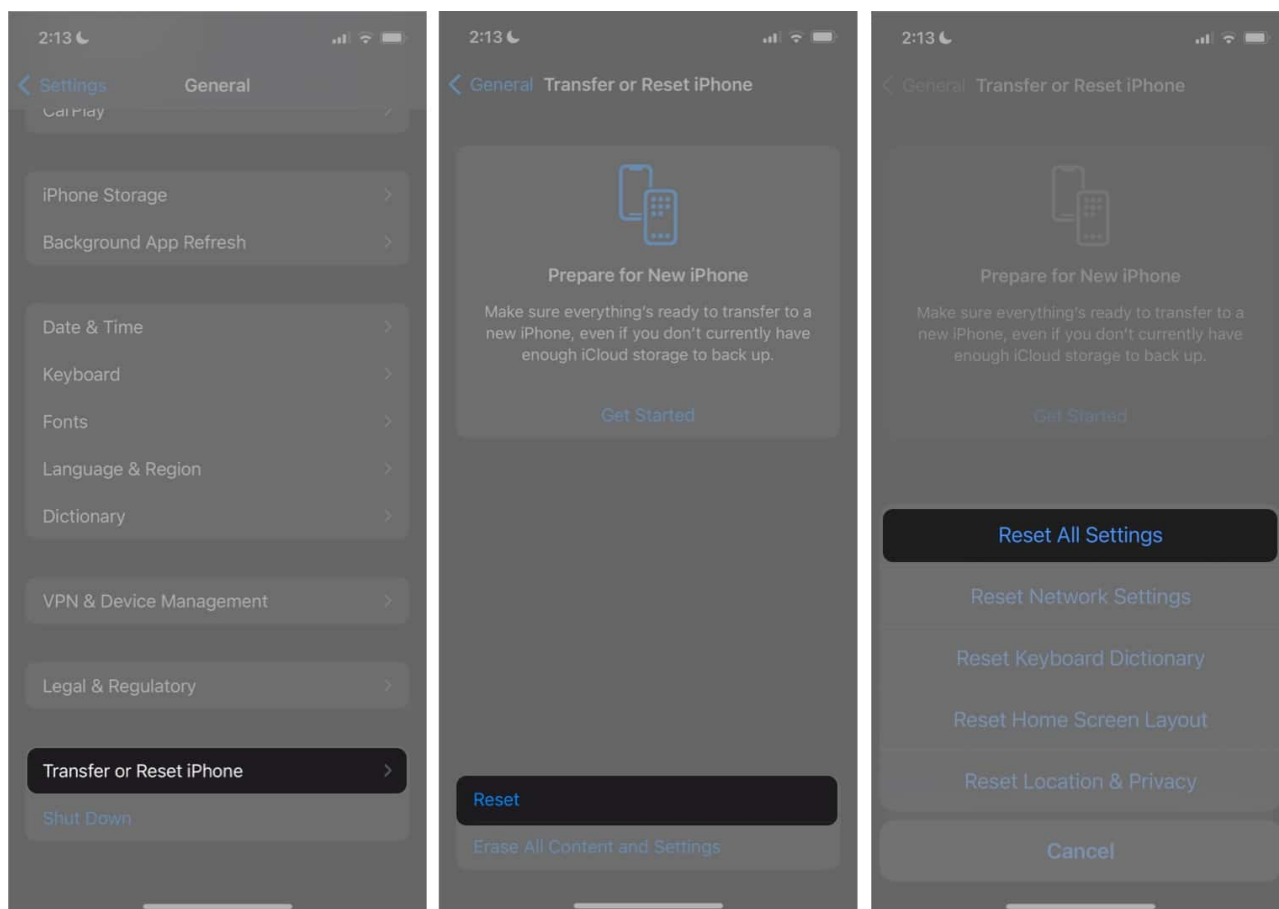 2:13
Settings
General
CarPlay
iPhone Storage
Background App Refresh
Date & Time
Keyboard
Fonts
Language & Region
Dictionary
VPN & Device Management
Legal & Regulatory
Transfer or Reset iPhone
Shut Down
2:13
General
Transfer or Reset iPhone
Prepare for New iPhone
Make sure everything's ready to transfer to a
new iPhone, even if you don't currently have
enough iCloud storage to back up.
Get Started
Reset
Erase All Content and Settings
2:13
General
Transfer or Reset iPhone
Prepare for New iPhone
Make sure everything's ready to transfer to a
new iPhone, even if you don't currently have
enough iCloud storage to back up.
Get Started
Reset All Settings
Reset Network Settings
Reset Keyboard Dictionary
Reset Home Screen Layout
Reset Location & Privacy
Cancel